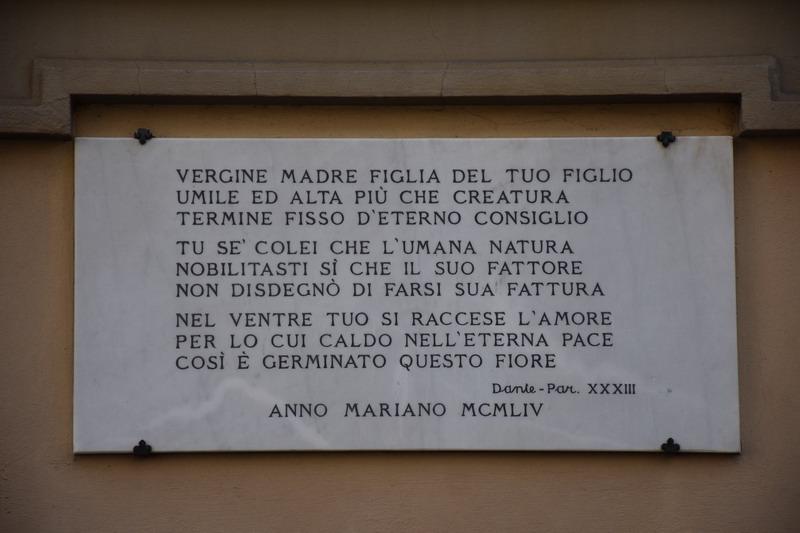 VERGINE MADRE FIGLIA DEL TUO FIGLIO
UMILE ED ALTA PIÙ CHE CREATURA
TERMINE FISSO D'ETERNO CONSIGLIO
TU SE' COLEI CHE L'UMANA NATURA
NOBILITASTI SÌ CHE IL SUO FATTORE
NON DISDEGNÒ DI FARSI SUA FATTURA
NEL VENTRE TUO SI RACCESE L'AMORE
PER LO CUI CALDO NELL'ETERNA PACE
COSÌ È GERMINATO QUESTO FIORE
Dante - Par. XXXIII
ANNO MARIANO MCMLIV